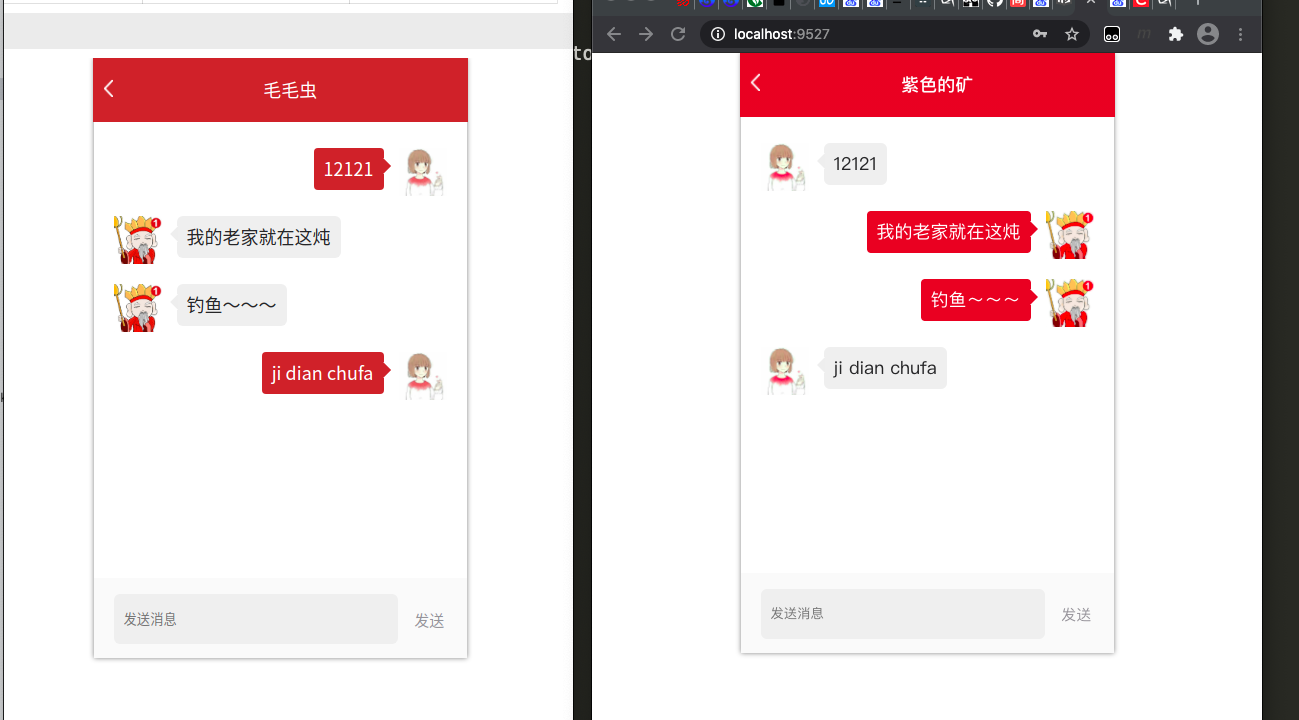 毛毛虫
12121
我的老家就在这炖
钓鱼～～～
ji dian chufa
发送消息
发送
to
localhost:9527
紫色的矿
12121
我的老家就在这炖
钓鱼～～～
ji dian chufa
发送消息
发送